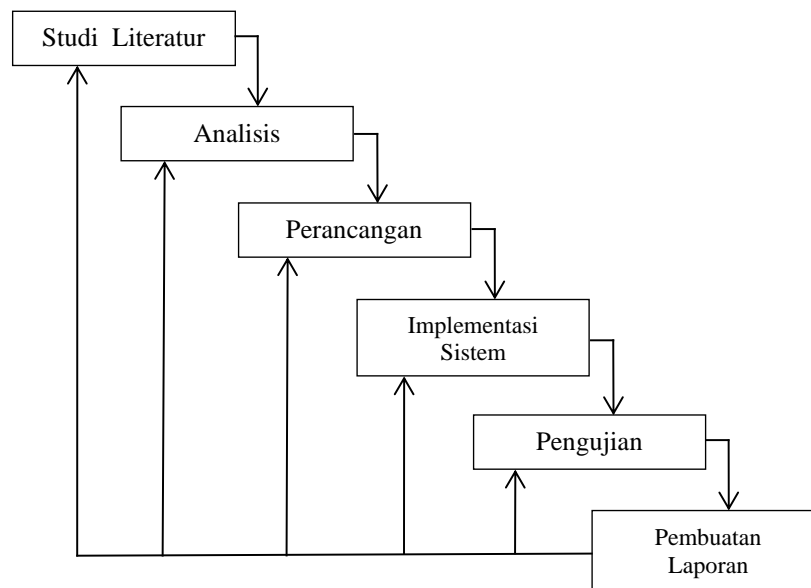 Studi Literatur
Analisis
Perancangan
Implementasi
Sistem
Pengujian
Pembuatan
Laporan